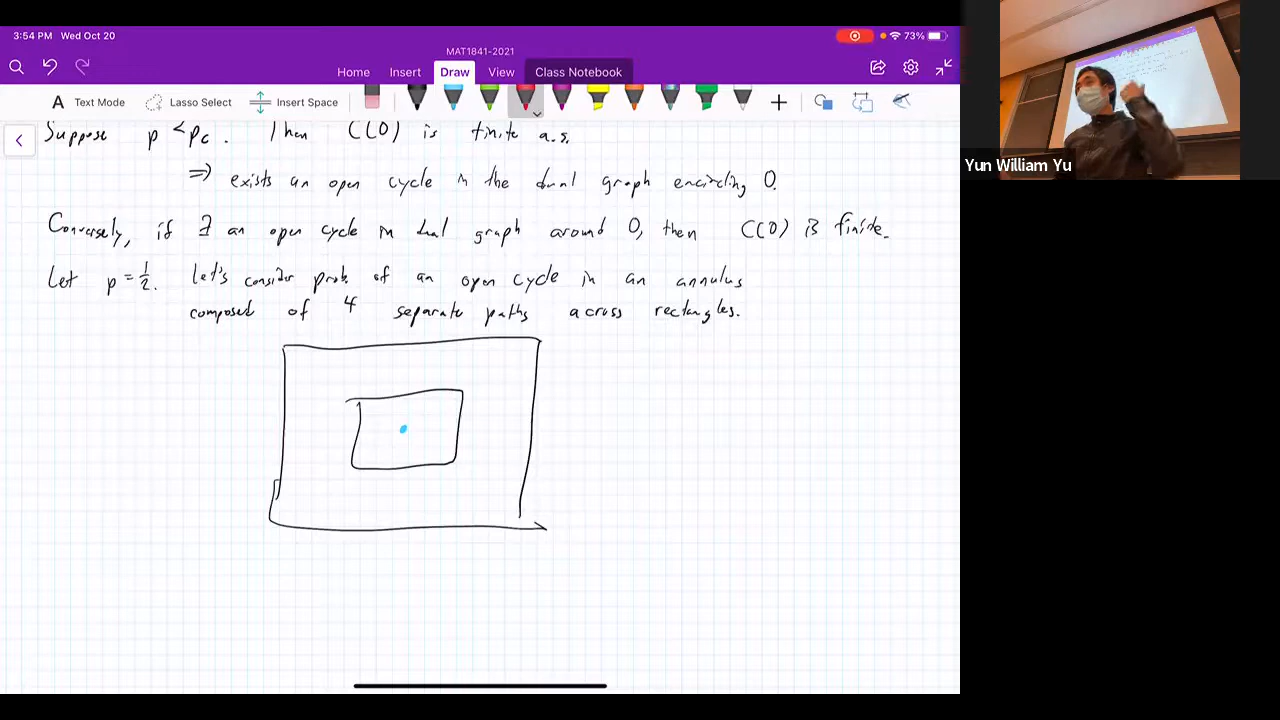 3:54 PM Wed Oct 20
73%
MAT1841-2021
Home Insert Draw View Class Notebook
A Text Mode Lasso Select Insert Space
Suppose p < pc. Then C(0) is finite a.s.
=> exists an open cycle in the dual graph encircling 0.
Conversely, if ∃ an open cycle in dual graph around 0, then C(0) is finite.
Let p = 1/2. Let's consider prob. of an open cycle in an annulus
composed of 4 separate paths across rectangles.
Yun William Yu